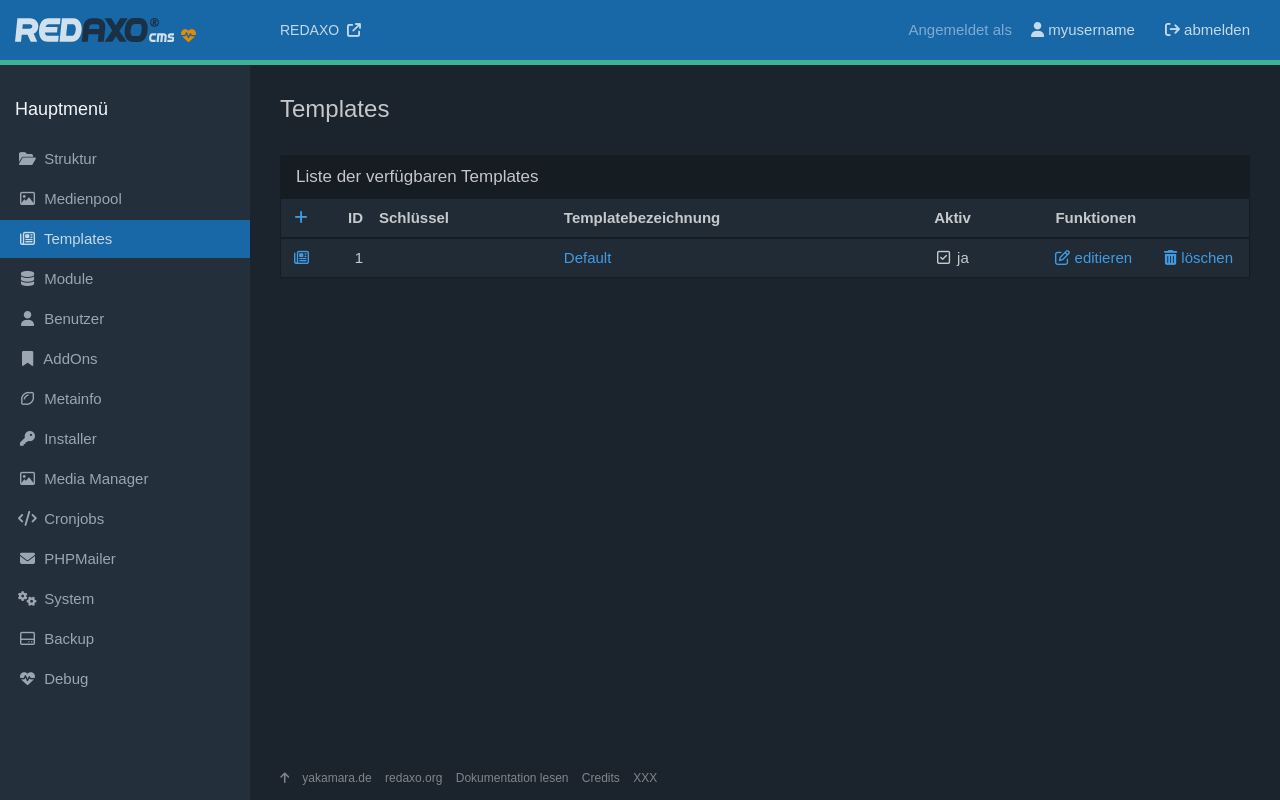 REDAXO® cms
REDAXO
Angemeldet als myusername abmelden
Hauptmenü
Struktur
Medienpool
Templates
Module
Benutzer
AddOns
Metainfo
Installer
Media Manager
Cronjobs
PHPMailer
System
Backup
Debug
Templates
Liste der verfügbaren Templates
ID Schlüssel Templatebezeichnung Aktiv Funktionen
1 Default ja editieren löschen
yakamara.de redaxo.org Dokumentation lesen Credits XXX